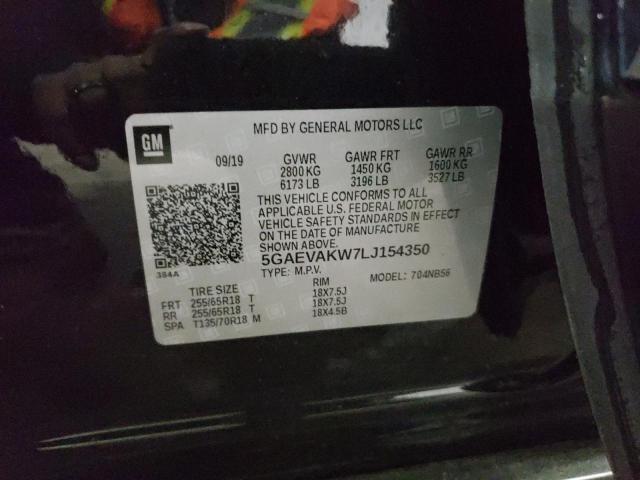 GM
MFD BY GENERAL MOTORS LLC
09/19 GVWR GAWR FRT GAWR RR
2800 KG 1450 KG 1600 KG
6173 LB 3196 LB 3527 LB
THIS VEHICLE CONFORMS TO ALL
APPLICABLE U.S. FEDERAL MOTOR
VEHICLE SAFETY STANDARDS IN EFFECT
ON THE DATE OF MANUFACTURE
SHOWN ABOVE.
384A
5GAEVAKW7LJ154350
TYPE: M.P.V. MODEL: 704NB56
TIRE SIZE RIM
FRT 255/65R18 T 18X7.5J
RR 255/65R18 T 18X7.5J
SPA T135/70R18 M 18X4.5B